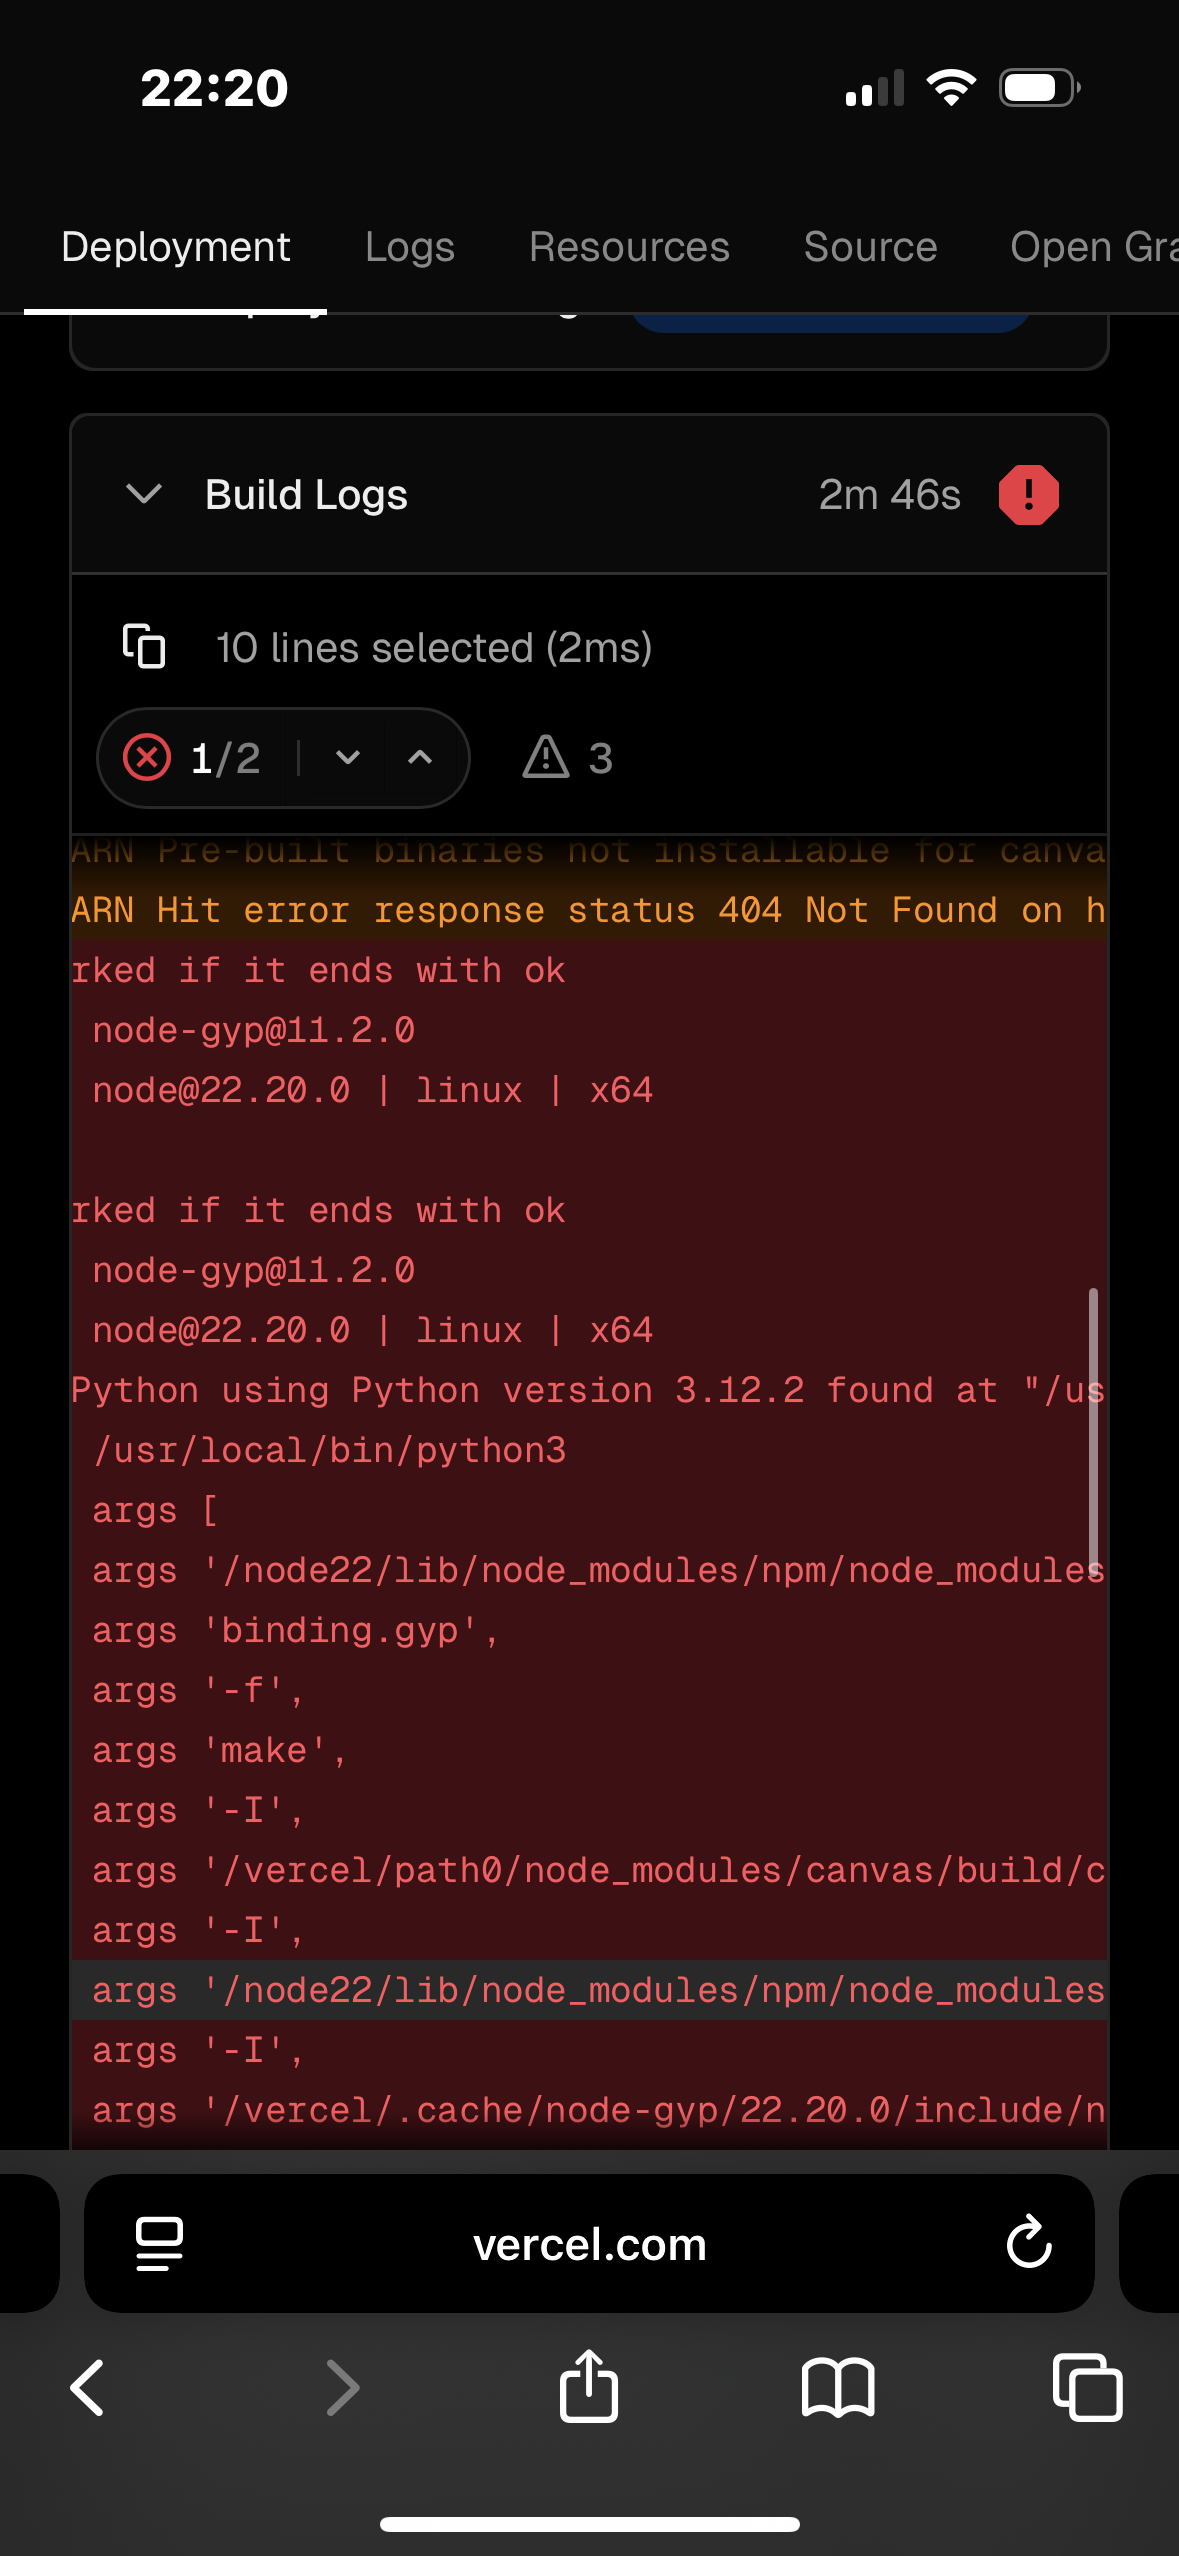 22:20
Deployment Logs Resources Source Open Gra
Build Logs 2m 46s
10 lines selected (2ms)
1/2 3
ARN Pre-built binaries not installable for canva
ARN Hit error response status 404 Not Found on h
rked if it ends with ok
node-gyp@11.2.0
node@22.20.0 | linux | x64
rked if it ends with ok
node-gyp@11.2.0
node@22.20.0 | linux | x64
Python using Python version 3.12.2 found at "/us
/usr/local/bin/python3
args [
args '/node22/lib/node_modules/npm/node_modules
args 'binding.gyp',
args '-f',
args 'make',
args '-I',
args '/vercel/path0/node_modules/canvas/build/c
args '-I',
args '/node22/lib/node_modules/npm/node_modules
args '-I',
args '/vercel/.cache/node-gyp/22.20.0/include/n
vercel.com